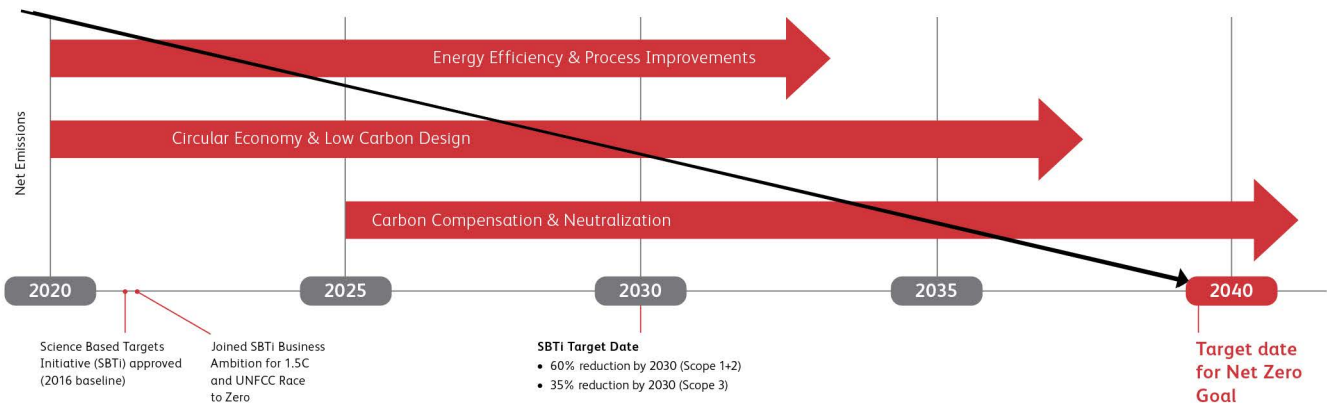 Net Emissions
Energy Efficiency & Process Improvements
Circular Economy & Low Carbon Design
Carbon Compensation & Neutralization
2020
2025
2030
2035
2040
Science Based Targets
Initiative (SBTi) approved
(2016 baseline)
Joined SBTi Business
Ambition for 1.5C
and UNFCC Race
to Zero
SBTi Target Date
• 60% reduction by 2030 (Scope 1+2)
• 35% reduction by 2030 (Scope 3)
Target date
for Net Zero
Goal